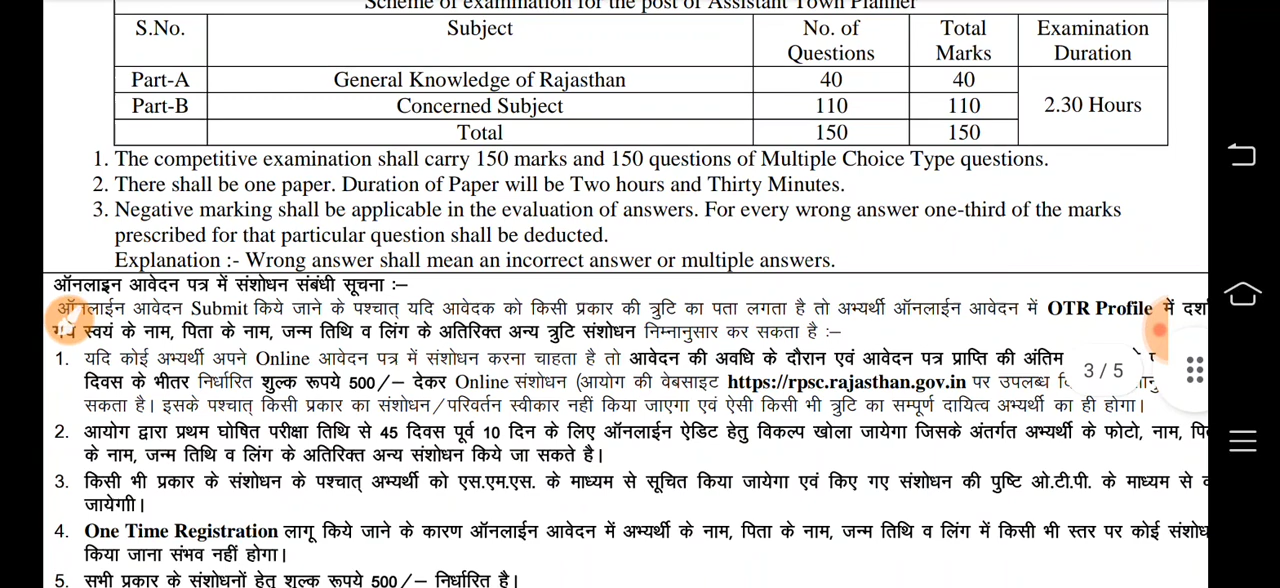 Scheme of examination for the post of Assistant Town Planner
S.No. Subject No. of Questions Total Marks Examination Duration
Part-A General Knowledge of Rajasthan 40 40
Part-B Concerned Subject 110 110 2.30 Hours
Total 150 150
1. The competitive examination shall carry 150 marks and 150 questions of Multiple Choice Type questions.
2. There shall be one paper. Duration of Paper will be Two hours and Thirty Minutes.
3. Negative marking shall be applicable in the evaluation of answers. For every wrong answer one-third of the marks
prescribed for that particular question shall be deducted.
Explanation :- Wrong answer shall mean an incorrect answer or multiple answers.
ऑनलाइन आवेदन पत्र में संशोधन संबंधी सूचना :–
ऑनलाईन आवेदन Submit किये जाने के पश्चात् यदि आवेदक को किसी प्रकार की त्रुटि का पता लगता है तो अभ्यर्थी ऑनलाईन आवेदन में OTR Profile में
स्वयं के नाम, पिता के नाम, जन्म तिथि व लिंग के अतिरिक्त अन्य त्रुटि संशोधन निम्नानुसार कर सकता है :–
1. यदि कोई अभ्यर्थी अपने Online आवेदन पत्र में संशोधन करना चाहता है तो आवेदन की अवधि के दौरान एवं आवेदन पत्र प्राप्ति की अंतिम
दिवस के भीतर निर्धारित शुल्क रूपये 500/– देकर Online संशोधन (आयोग की वेबसाइट https://rpsc.rajasthan.gov.in पर उपलब्ध
3 / 5
सकता है। इसके पश्चात् किसी प्रकार का संशोधन/परिवर्तन स्वीकार नहीं किया जाएगा एवं ऐसी किसी भी त्रुटि का सम्पूर्ण दायित्व अभ्यर्थी का ही होगा।
2. आयोग द्वारा प्रथम घोषित परीक्षा तिथि से 45 दिवस पूर्व 10 दिन के लिए ऑनलाईन ऐडिट हेतु विकल्प खोला जायेगा जिसके अंतर्गत अभ्यर्थी के फोटो, नाम,
के नाम, जन्म तिथि व लिंग के अतिरिक्त अन्य संशोधन किये जा सकते है।
3. किसी भी प्रकार के संशोधन के पश्चात् अभ्यर्थी को एस.एम.एस. के माध्यम से सूचित किया जायेगा एवं किए गए संशोधन की पुष्टि ओ.टी.पी. के माध्यम से
जायेगाी।
4. One Time Registration लागू किये जाने के कारण ऑनलाईन आवेदन में अभ्यर्थी के नाम, पिता के नाम, जन्म तिथि व लिंग में किसी भी स्तर पर कोई
किया जाना संभव नहीं होगा।
5. सभी प्रकार के संशोधनों हेतु शुल्क रूपये 500/– निर्धारित है।